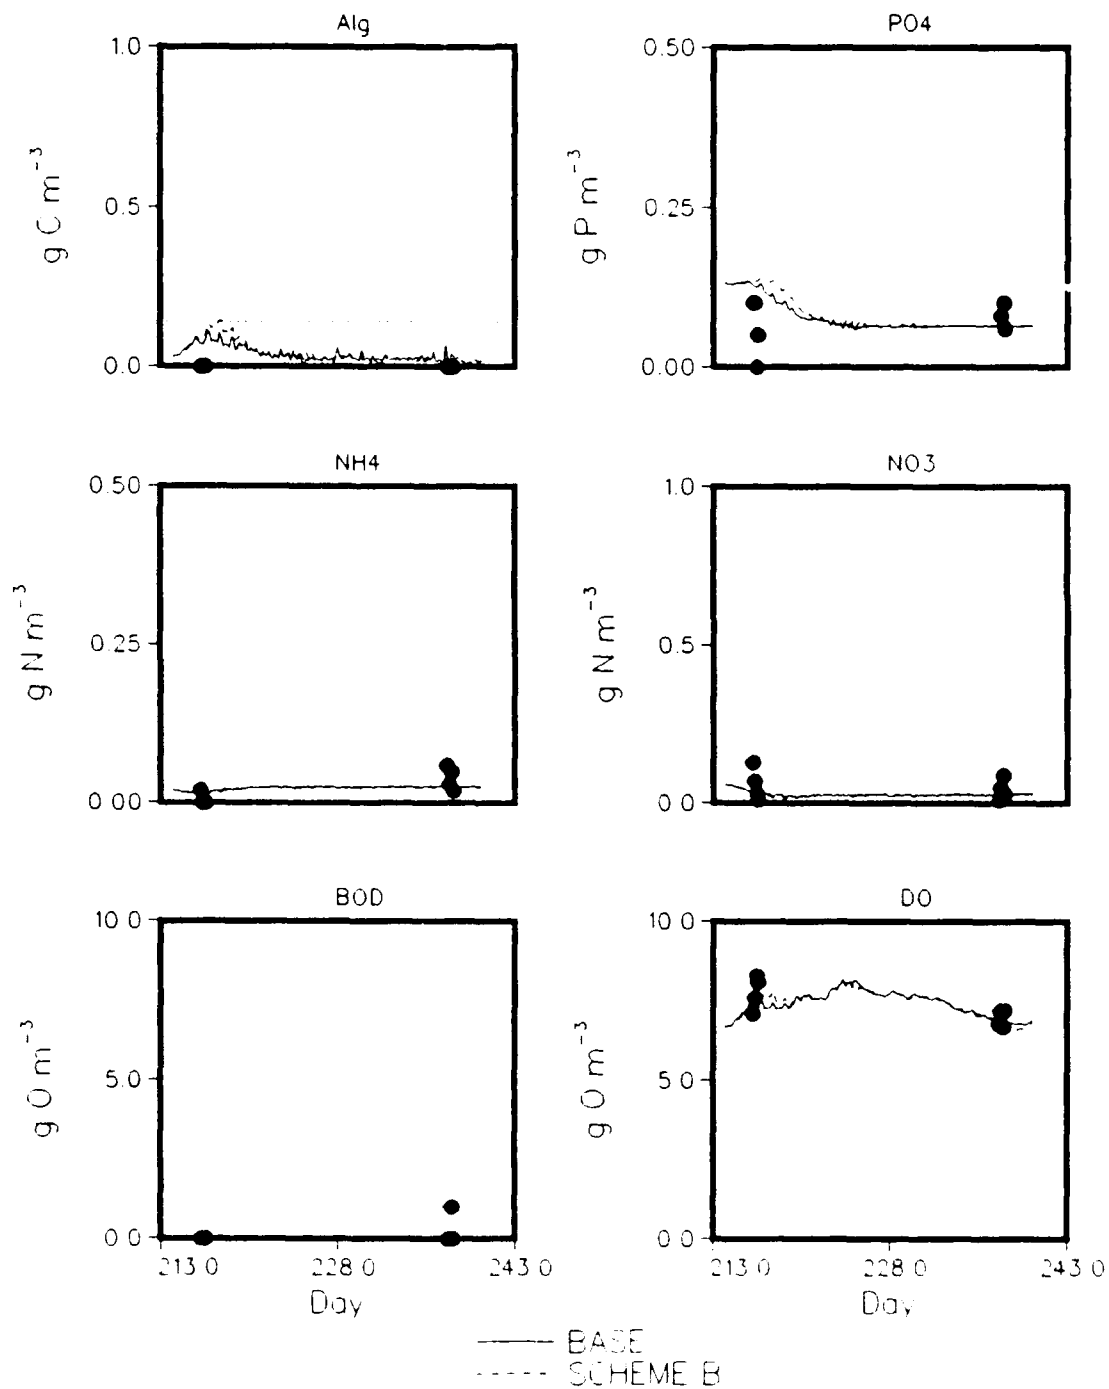 Alg PO4
1.0 0.50
g C m⁻³ g P m⁻³
0.5 0.25
0.0 0.00
NH4 NO3
0.50 1.0
g N m⁻³ g N m⁻³
0.25 0.5
0.00 0.0
BOD DO
10.0 10.0
g O m⁻³ g O m⁻³
5.0 5.0
0.0 0.0
213.0 228.0 243.0 213.0 228.0 243.0
Day Day
BASE
SCHEME B